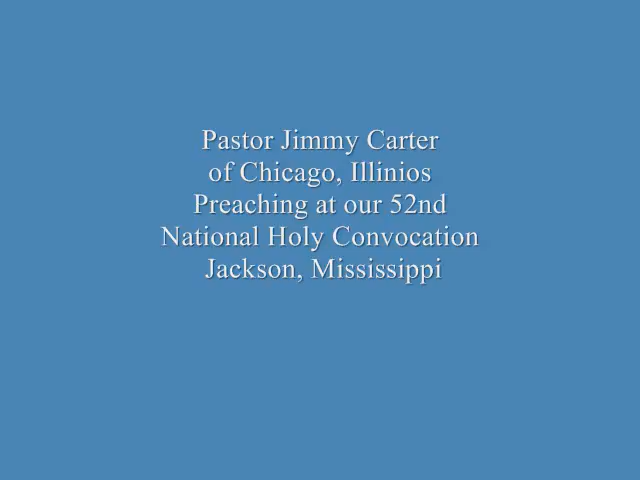 Pastor Jimmy Carter
of Chicago, Illinios
Preaching at our 52nd
National Holy Convocation
Jackson, Mississippi